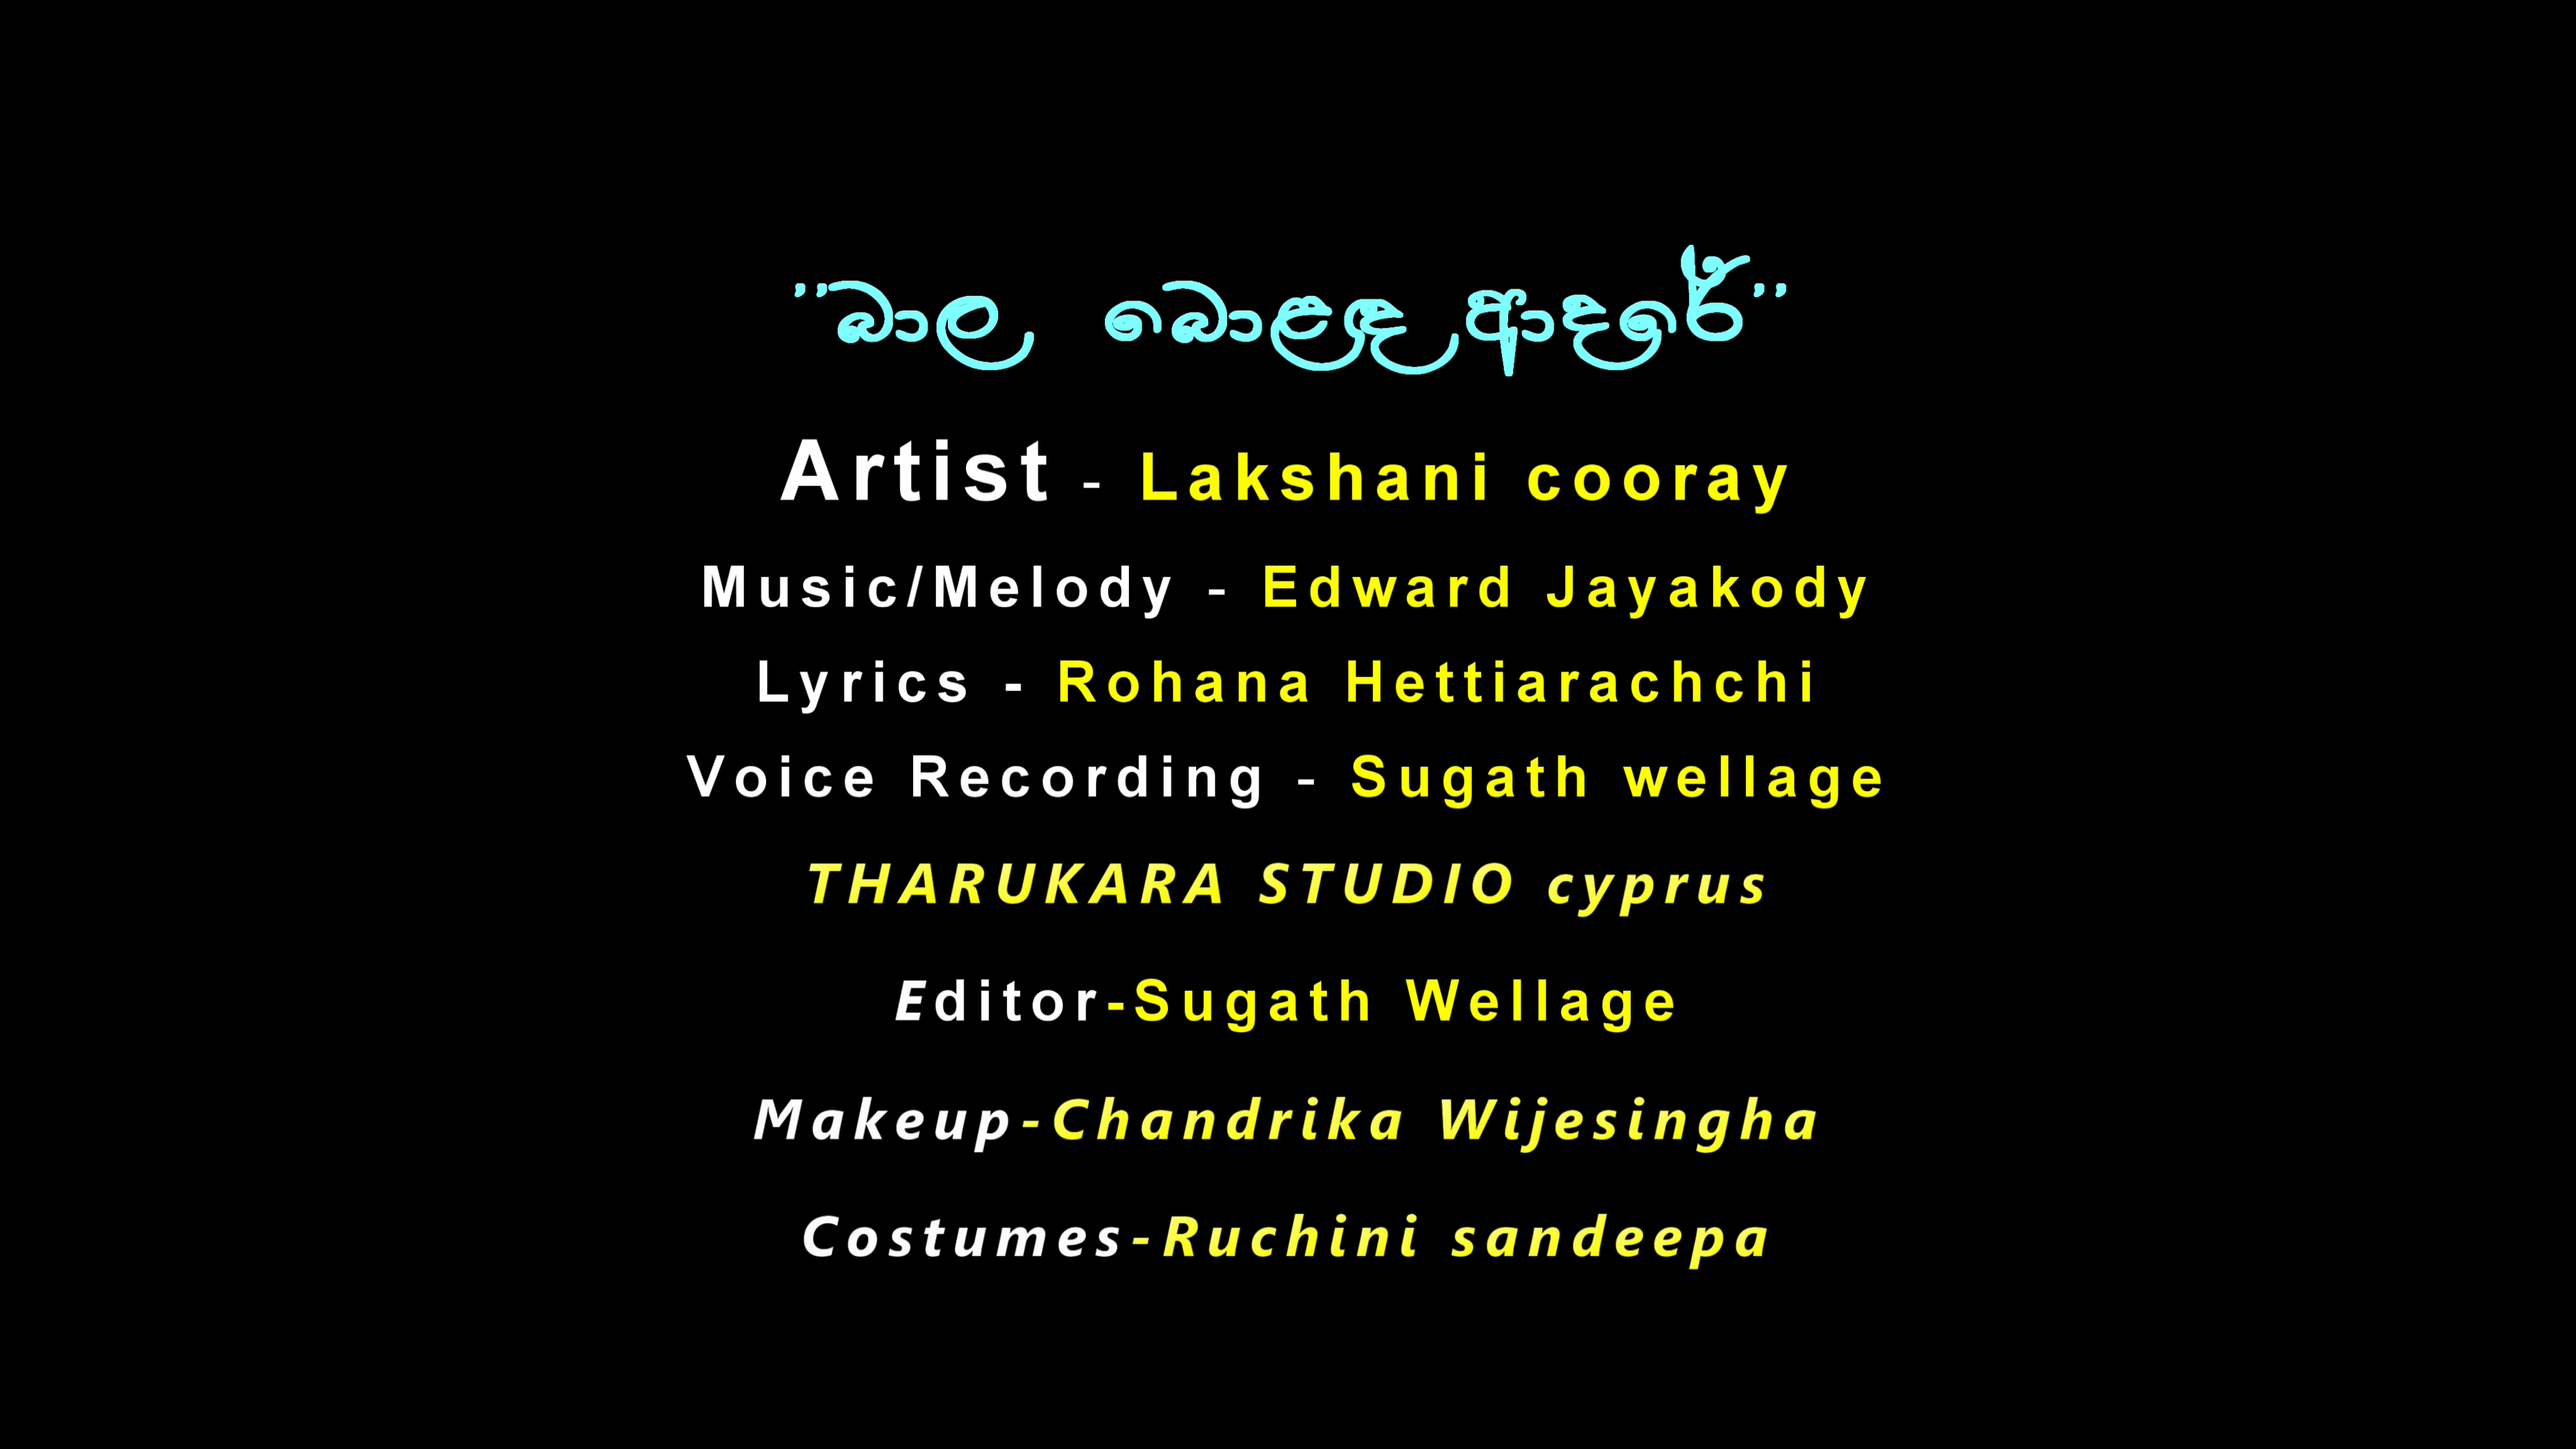 "බාල බොළඳ ආදරේ"
Artist - Lakshani cooray
Music/Melody - Edward Jayakody
Lyrics - Rohana Hettiarachchi
Voice Recording - Sugath wellage
THARUKARA STUDIO cyprus
Editor-Sugath Wellage
Makeup-Chandrika Wijesingha
Costumes-Ruchini sandeepa